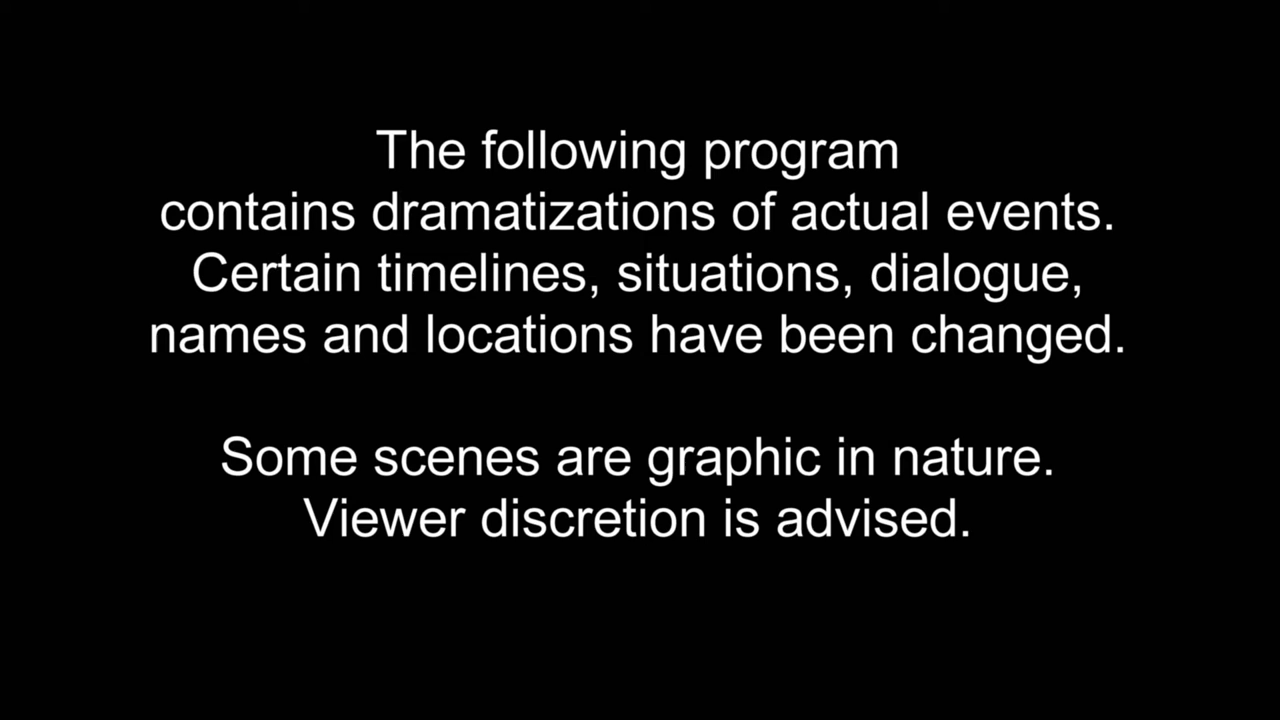 The following program
contains dramatizations of actual events.
Certain timelines, situations, dialogue,
names and locations have been changed.
Some scenes are graphic in nature.
Viewer discretion is advised.